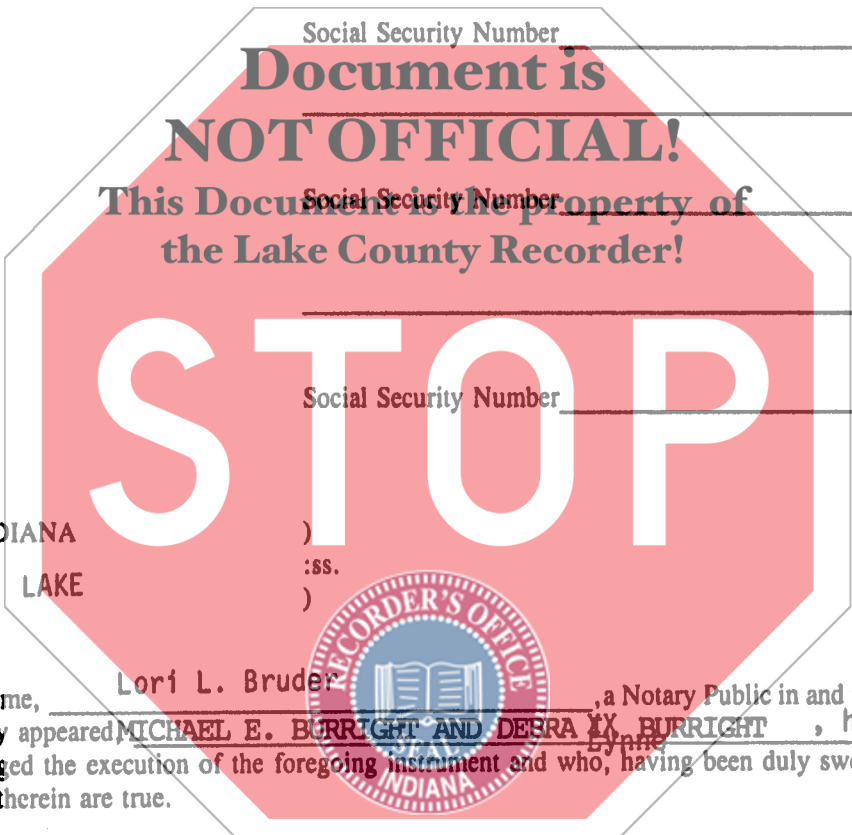 Social Security Number
Document is
NOT OFFICIAL!
This Document is the property of
Social Security Number
the Lake County Recorder!
STOP
Social Security Number
DIANA )
:ss.
LAKE )
RECORDER'S OFFICE
SEAL
INDIANA
me, Lori L. Bruder ,a Notary Public in and
y appeared MICHAEL E. BURRIGHT AND DEBRA XX BURRIGHT , h
Lynne
ged the execution of the foregoing instrument and who, having been duly swo
therein are true.